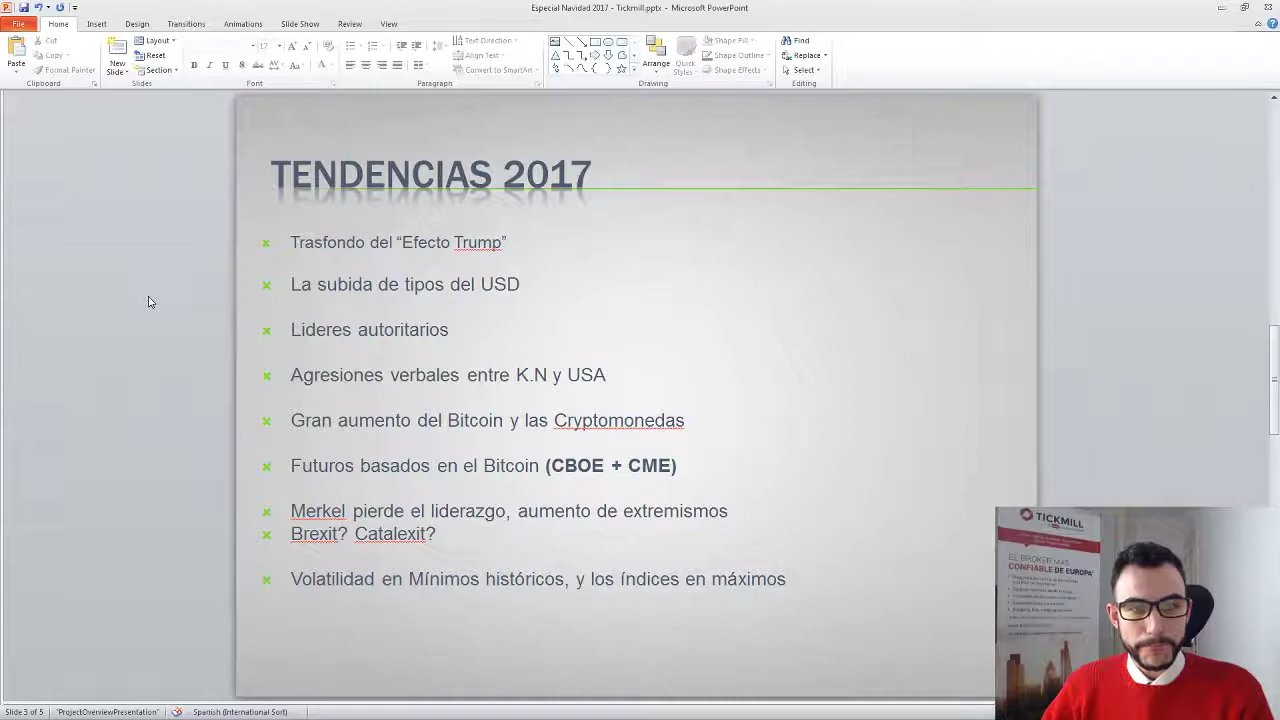 Especial Navidad 2017 - Tickmill.pptx - Microsoft PowerPoint
File Home Insert Design Transitions Animations Slide Show Review View
Cut
Copy
Format Painter
Paste
Clipboard
New
Slide
Layout
Reset
Section
Slides
17
Font
Text Direction
Align Text
Convert to SmartArt
Paragraph
Arrange
Quick
Styles
Shape Fill
Shape Outline
Shape Effects
Drawing
Find
Replace
Select
Editing
TENDENCIAS 2017
Trasfondo del “Efecto Trump”
La subida de tipos del USD
Lideres autoritarios
Agresiones verbales entre K.N y USA
Gran aumento del Bitcoin y las Cryptomonedas
Futuros basados en el Bitcoin (CBOE + CME)
Merkel pierde el liderazgo, aumento de extremismos
Brexit? Catalexit?
Volatilidad en Mínimos históricos, y los índices en máximos
TICKMILL
EL BROKER MAS
CONFIABLE DE EUROPA
Slide 3 of 5 "ProjectOverviewPresentation" Spanish (International Sort)